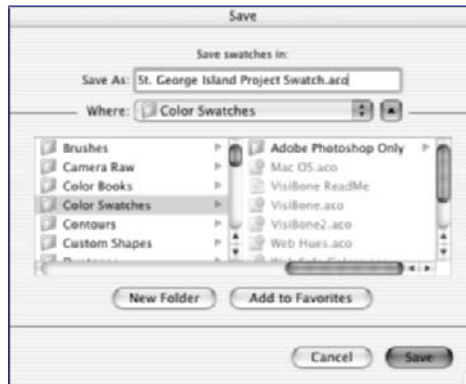 Save
Save swatches in:
Save As: St. George Island Project Swatch.aco
Where: Color Swatches
Brushes
Camera Raw
Color Books
Color Swatches
Contours
Custom Shapes
Adobe Photoshop Only
Mac OS.aco
VisiBone ReadMe
VisiBone.aco
VisiBone2.aco
Web Hues.aco
New Folder
Add to Favorites
Cancel
Save